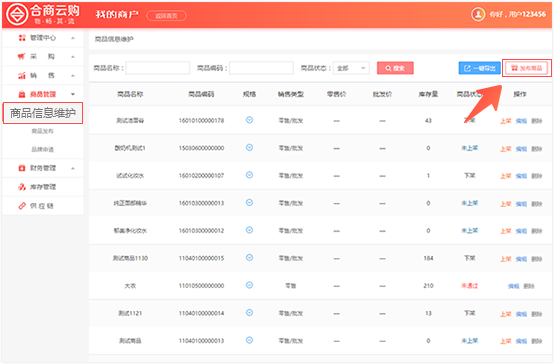 合商云购
物·畅·其·流
我的商户
返回首页
你好，用户123456
管理中心
采 购
销 售
商品管理
商品信息维护
商品发布
品牌申请
财务管理
库存管理
供 应 链
商品信息维护
商品名称：
商品编码：
商品状态：
全部
搜索
一键导出
发布商品
商品名称 商品编码 规格 销售类型 零售价 批发价 库存量 商品状态 操作
测试洁面谷 16010100000178 零售/批发 — — 43 下架 上架 编辑 删除
酸奶机测试1 15030600000000 零售/批发 — — 0 未上架 上架 编辑 删除
试试化妆水 16010200000107 零售/批发 — — 1 下架 上架 编辑 删除
纯正面部精华 16010300000013 零售/批发 — — 0 未上架 上架 编辑 删除
郁美净化妆水 16010300000012 零售/批发 — — 0 未上架 上架 编辑 删除
测试商品1130 11040100000015 零售/批发 — — 184 下架 上架 编辑 删除
大衣 11010500000000 零售 — — 210 未通过 编辑 删除
测试1121 11040100000014 零售/批发 — — 13 下架 上架 编辑 删除
测试商品 11040100000013 零售/批发 — — 0 未上架 上架 编辑 删除